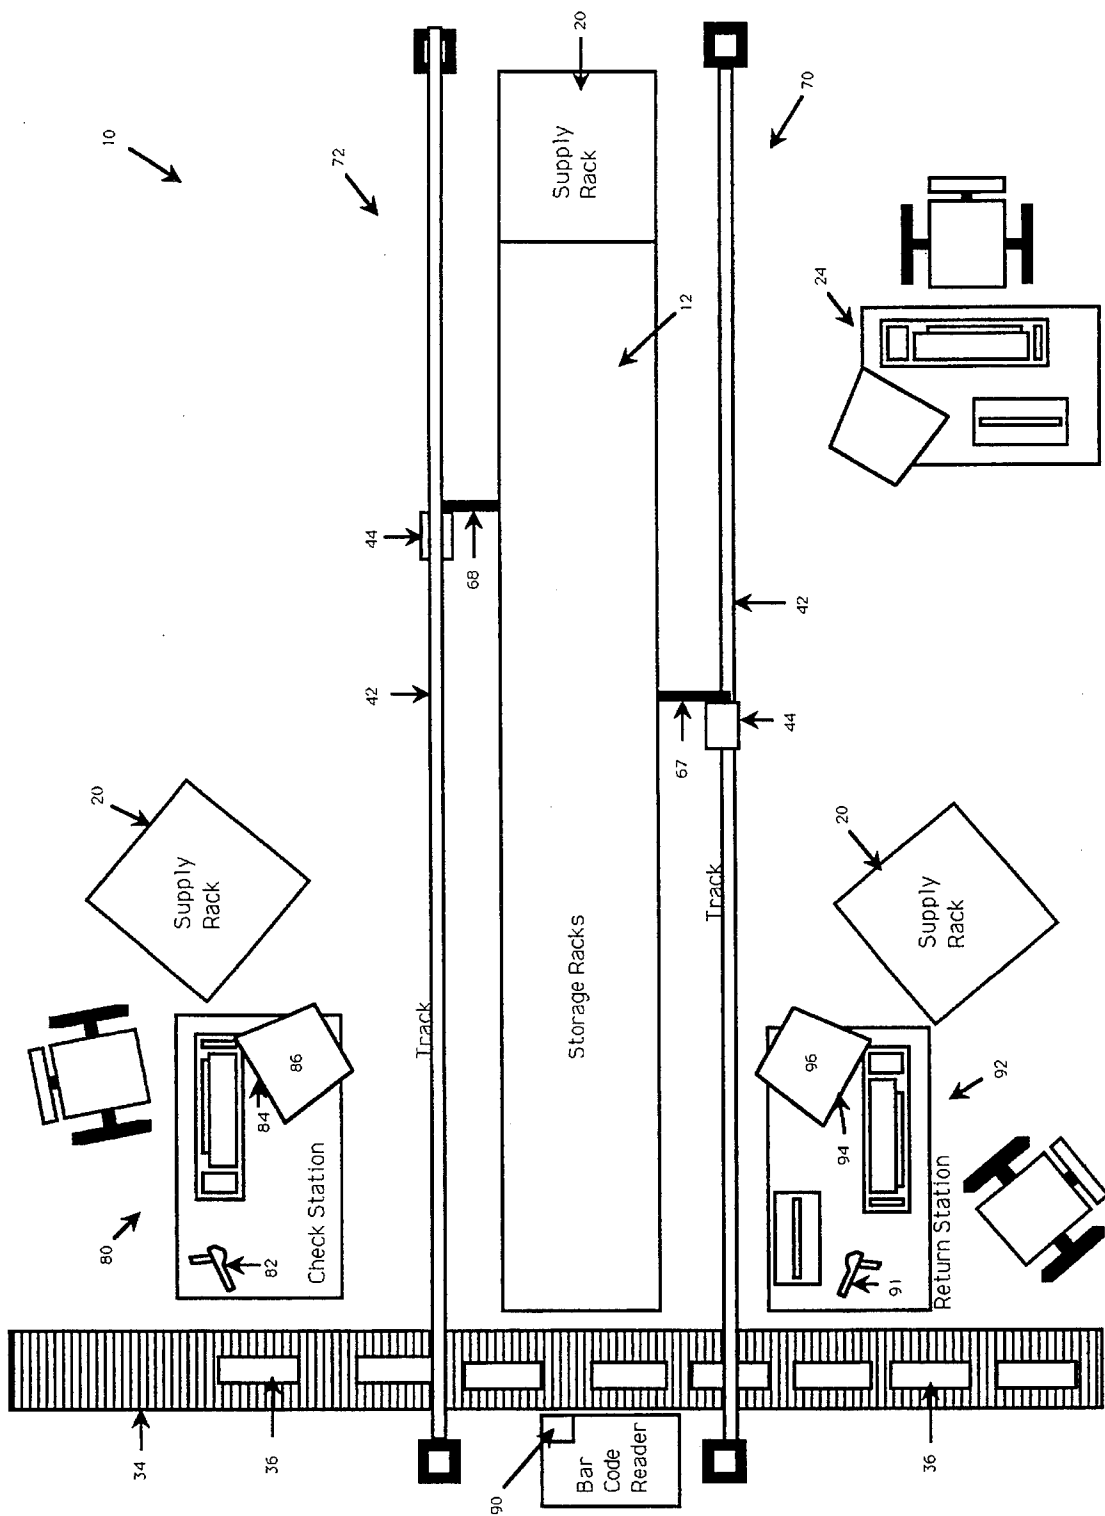 10
72
20
70
Supply
Rack
12
24
44
68
42
42
44
67
20
Supply
Rack
20
Supply
Rack
Track
Track
Storage Racks
86
84
80
82
Check Station
96
94
92
91
Return Station
34
36
36
90
Bar
Code
Reader